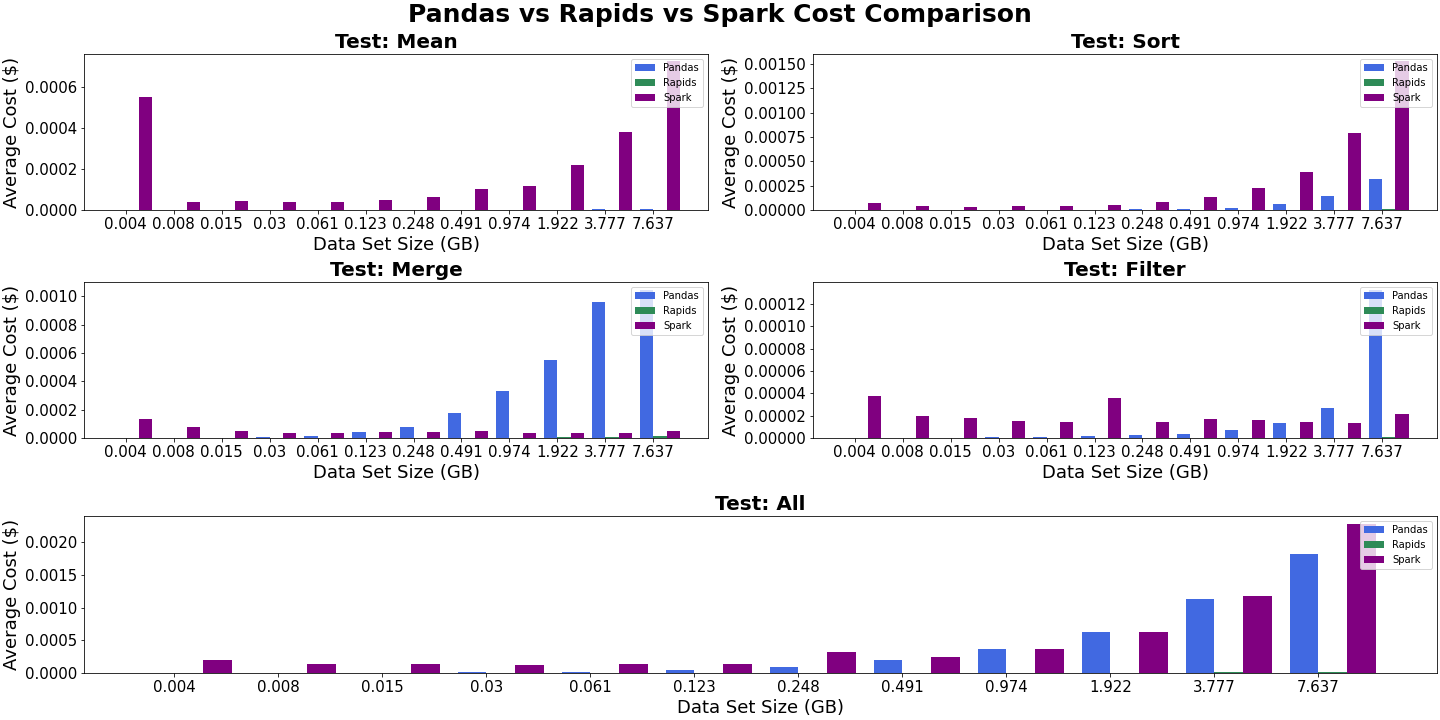 Pandas vs Rapids vs Spark Cost Comparison
Test: Mean
Average Cost ($)
0.0006
0.0004
0.0002
0.0000
Pandas
Rapids
Spark
0.004 0.008 0.015 0.03 0.061 0.123 0.248 0.491 0.974 1.922 3.777 7.637
Data Set Size (GB)
Test: Sort
Average Cost ($)
0.00150
0.00125
0.00100
0.00075
0.00050
0.00025
0.00000
Pandas
Rapids
Spark
0.004 0.008 0.015 0.03 0.061 0.123 0.248 0.491 0.974 1.922 3.777 7.637
Data Set Size (GB)
Test: Merge
Average Cost ($)
0.0010
0.0008
0.0006
0.0004
0.0002
0.0000
Pandas
Rapids
Spark
0.004 0.008 0.015 0.03 0.061 0.123 0.248 0.491 0.974 1.922 3.777 7.637
Data Set Size (GB)
Test: Filter
Average Cost ($)
0.00012
0.00010
0.00008
0.00006
0.00004
0.00002
0.00000
Pandas
Rapids
Spark
0.004 0.008 0.015 0.03 0.061 0.123 0.248 0.491 0.974 1.922 3.777 7.637
Data Set Size (GB)
Test: All
Average Cost ($)
0.0020
0.0015
0.0010
0.0005
0.0000
Pandas
Rapids
Spark
0.004 0.008 0.015 0.03 0.061 0.123 0.248 0.491 0.974 1.922 3.777 7.637
Data Set Size (GB)